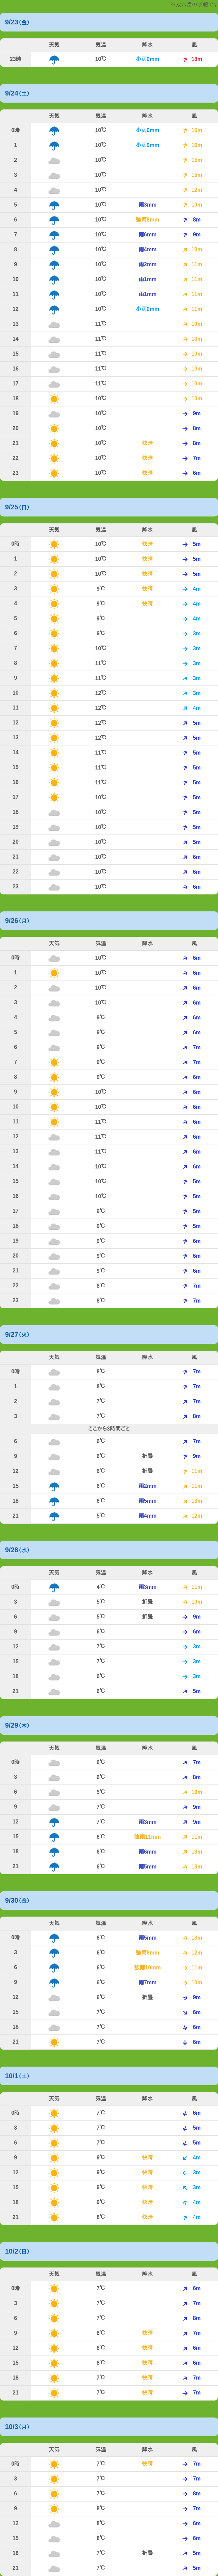 ※奴穴島の予報です
9/23(金)
天気 気温 降水 風
23時 10℃ 小雨0mm 18m
9/24(土)
天気 気温 降水 風
0時 10℃ 小雨0mm 16m
1 10℃ 小雨0mm 16m
2 10℃ 15m
3 10℃ 15m
4 10℃ 12m
5 10℃ 雨3mm 10m
6 10℃ 強雨8mm 8m
7 10℃ 雨6mm 9m
8 10℃ 雨4mm 10m
9 10℃ 雨2mm 11m
10 10℃ 雨1mm 11m
11 10℃ 雨1mm 11m
12 10℃ 小雨0mm 11m
13 11℃ 10m
14 11℃ 10m
15 11℃ 10m
16 11℃ 10m
17 11℃ 10m
18 10℃ 10m
19 10℃ 9m
20 10℃ 8m
21 10℃ 快晴 8m
22 10℃ 快晴 7m
23 10℃ 快晴 6m
9/25(日)
天気 気温 降水 風
0時 10℃ 快晴 5m
1 10℃ 快晴 5m
2 10℃ 快晴 5m
3 9℃ 快晴 4m
4 9℃ 快晴 4m
5 9℃ 4m
6 9℃ 3m
7 10℃ 3m
8 11℃ 3m
9 11℃ 3m
10 12℃ 3m
11 12℃ 4m
12 12℃ 5m
13 12℃ 5m
14 11℃ 5m
15 11℃ 5m
16 11℃ 5m
17 10℃ 5m
18 10℃ 5m
19 10℃ 5m
20 10℃ 5m
21 10℃ 6m
22 10℃ 6m
23 10℃ 6m
9/26(月)
天気 気温 降水 風
0時 10℃ 6m
1 10℃ 6m
2 10℃ 6m
3 10℃ 6m
4 9℃ 6m
5 9℃ 6m
6 9℃ 7m
7 9℃ 7m
8 9℃ 6m
9 10℃ 6m
10 10℃ 6m
11 11℃ 6m
12 11℃ 6m
13 11℃ 6m
14 10℃ 6m
15 10℃ 5m
16 10℃ 5m
17 9℃ 5m
18 9℃ 5m
19 9℃ 6m
20 9℃ 6m
21 9℃ 6m
22 8℃ 7m
23 8℃ 7m
9/27(火)
天気 気温 降水 風
0時 8℃ 7m
1 8℃ 7m
2 7℃ 7m
3 7℃ 8m
ここから3時間ごと
6 6℃ 7m
9 6℃ 折曇 9m
12 6℃ 折曇 11m
15 6℃ 雨2mm 11m
18 6℃ 雨5mm 13m
21 5℃ 雨4mm 12m
9/28(水)
天気 気温 降水 風
0時 4℃ 雨3mm 11m
3 5℃ 折曇 10m
6 5℃ 折曇 9m
9 6℃ 6m
12 7℃ 3m
15 7℃ 3m
18 6℃ 3m
21 6℃ 5m
9/29(木)
天気 気温 降水 風
0時 6℃ 7m
3 6℃ 8m
6 5℃ 10m
9 7℃ 9m
12 7℃ 雨3mm 9m
15 6℃ 強雨11mm 11m
18 6℃ 雨6mm 13m
21 6℃ 雨5mm 13m
9/30(金)
天気 気温 降水 風
0時 6℃ 雨5mm 13m
3 6℃ 強雨8mm 12m
6 6℃ 強雨10mm 11m
9 6℃ 雨7mm 10m
12 6℃ 折曇 9m
15 7℃ 6m
18 7℃ 6m
21 7℃ 6m
10/1(土)
天気 気温 降水 風
0時 7℃ 6m
3 7℃ 5m
6 7℃ 5m
9 9℃ 快晴 4m
12 9℃ 快晴 3m
15 9℃ 快晴 3m
18 9℃ 快晴 4m
21 8℃ 快晴 4m
10/2(日)
天気 気温 降水 風
0時 7℃ 6m
3 7℃ 7m
6 7℃ 8m
9 8℃ 快晴 7m
12 8℃ 快晴 6m
15 8℃ 快晴 6m
18 7℃ 快晴 7m
21 7℃ 快晴 7m
10/3(月)
天気 気温 降水 風
0時 7℃ 快晴 7m
3 7℃ 7m
6 7℃ 8m
9 8℃ 7m
12 8℃ 6m
15 8℃ 6m
18 7℃ 折曇 5m
21 7℃ 5m